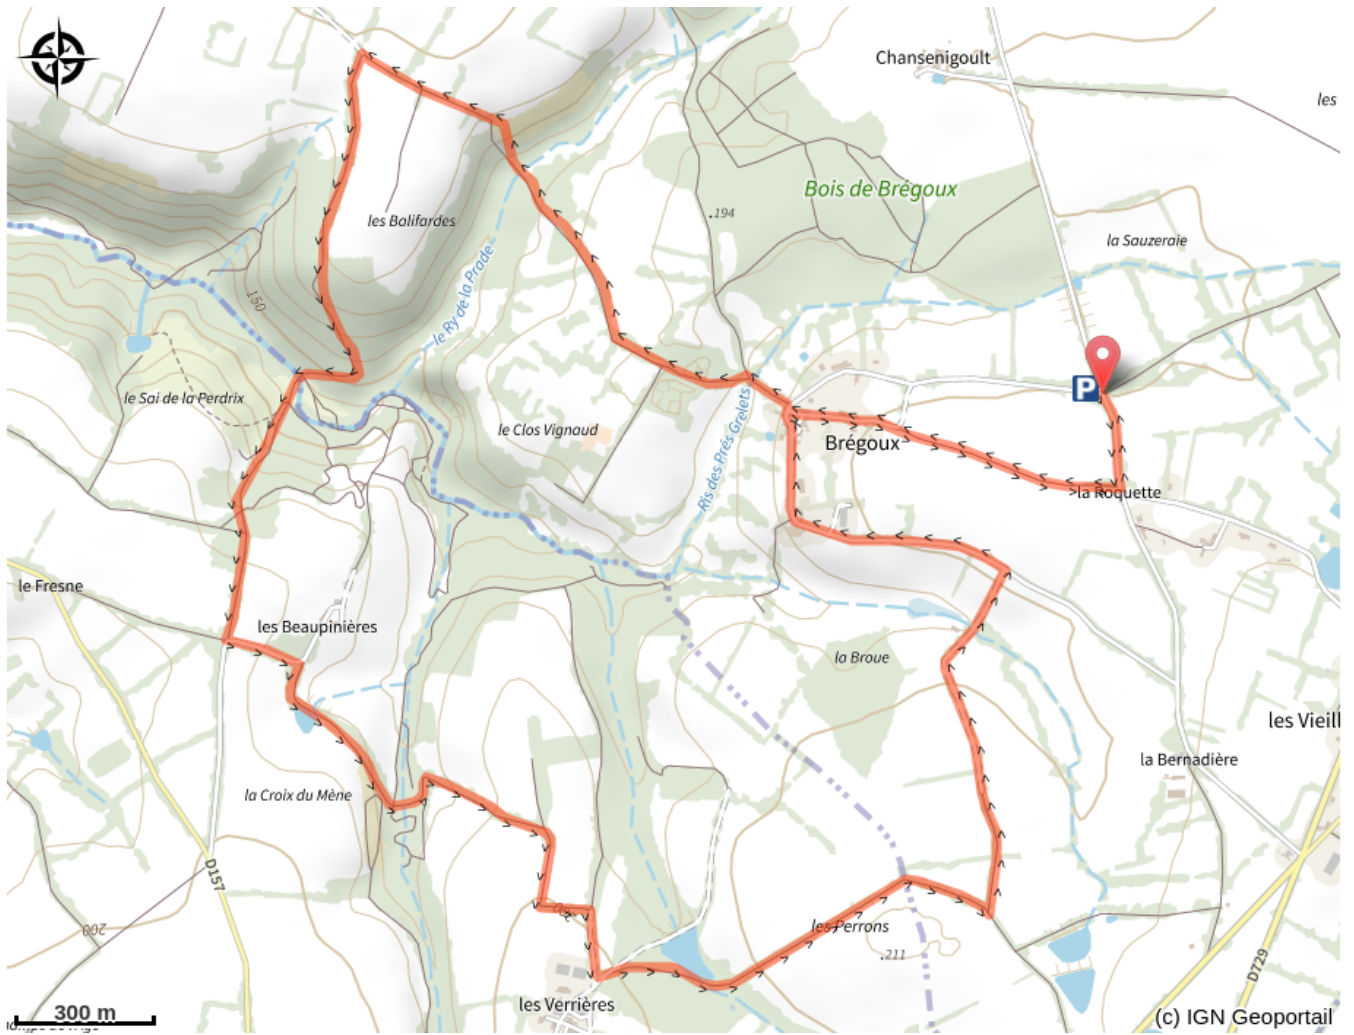 Chansenigoult
les
Bois de Brégoux
.194
les Balifardes
la Sauzeraie
le Ry de la Prade
150
P
le Sai de la Perdrix
Ris des Prés Grelets
le Clos Vignaud
Brégoux
la Roquette
le Fresne
les Beaupinières
la Broue
les Vieill
la Bernadière
la Croix du Mène
D157
200
200
les Perrons
.211
D729
les Verrières
300 m
(c) IGN Geoportail